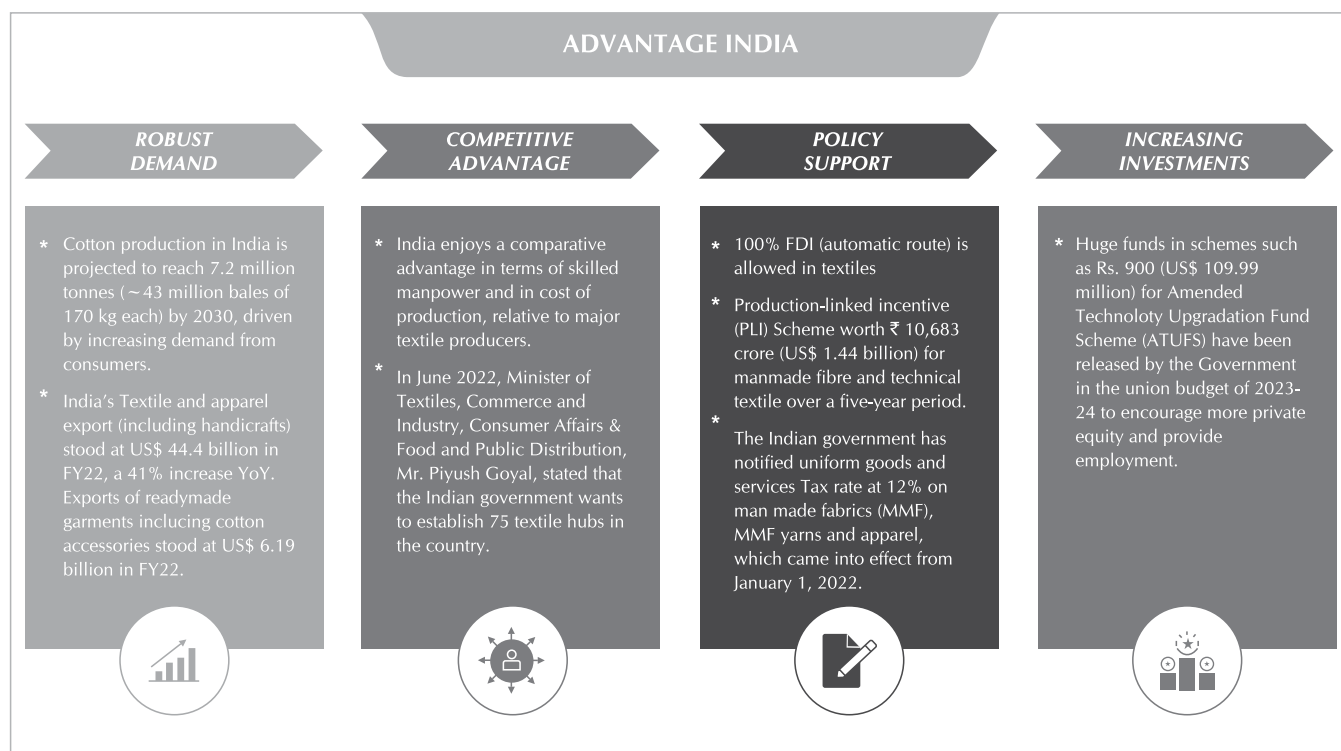 ADVANTAGE INDIA
ROBUST
DEMAND
* Cotton production in India is
projected to reach 7.2 million
tonnes (~43 million bales of
170 kg each) by 2030, driven
by increasing demand from
consumers.
* India's Textile and apparel
export (including handicrafts)
stood at US$ 44.4 billion in
FY22, a 41% increase YoY.
Exports of readymade
garments including cotton
accessories stood at US$ 6.19
billion in FY22.
COMPETITIVE
ADVANTAGE
* India enjoys a comparative
advantage in terms of skilled
manpower and in cost of
production, relative to major
textile producers.
* In June 2022, Minister of
Textiles, Commerce and
Industry, Consumer Affairs &
Food and Public Distribution,
Mr. Piyush Goyal, stated that
the Indian government wants
to establish 75 textile hubs in
the country.
POLICY
SUPPORT
* 100% FDI (automatic route) is
allowed in textiles
* Production-linked incentive
(PLI) Scheme worth ₹ 10,683
crore (US$ 1.44 billion) for
manmade fibre and technical
textile over a five-year period.
* The Indian government has
notified uniform goods and
services Tax rate at 12% on
man made fabrics (MMF),
MMF yarns and apparel,
which came into effect from
January 1, 2022.
INCREASING
INVESTMENTS
* Huge funds in schemes such
as Rs. 900 (US$ 109.99
million) for Amended
Technoloty Upgradation Fund
Scheme (ATUFS) have been
released by the Government
in the union budget of 2023-
24 to encourage more private
equity and provide
employment.